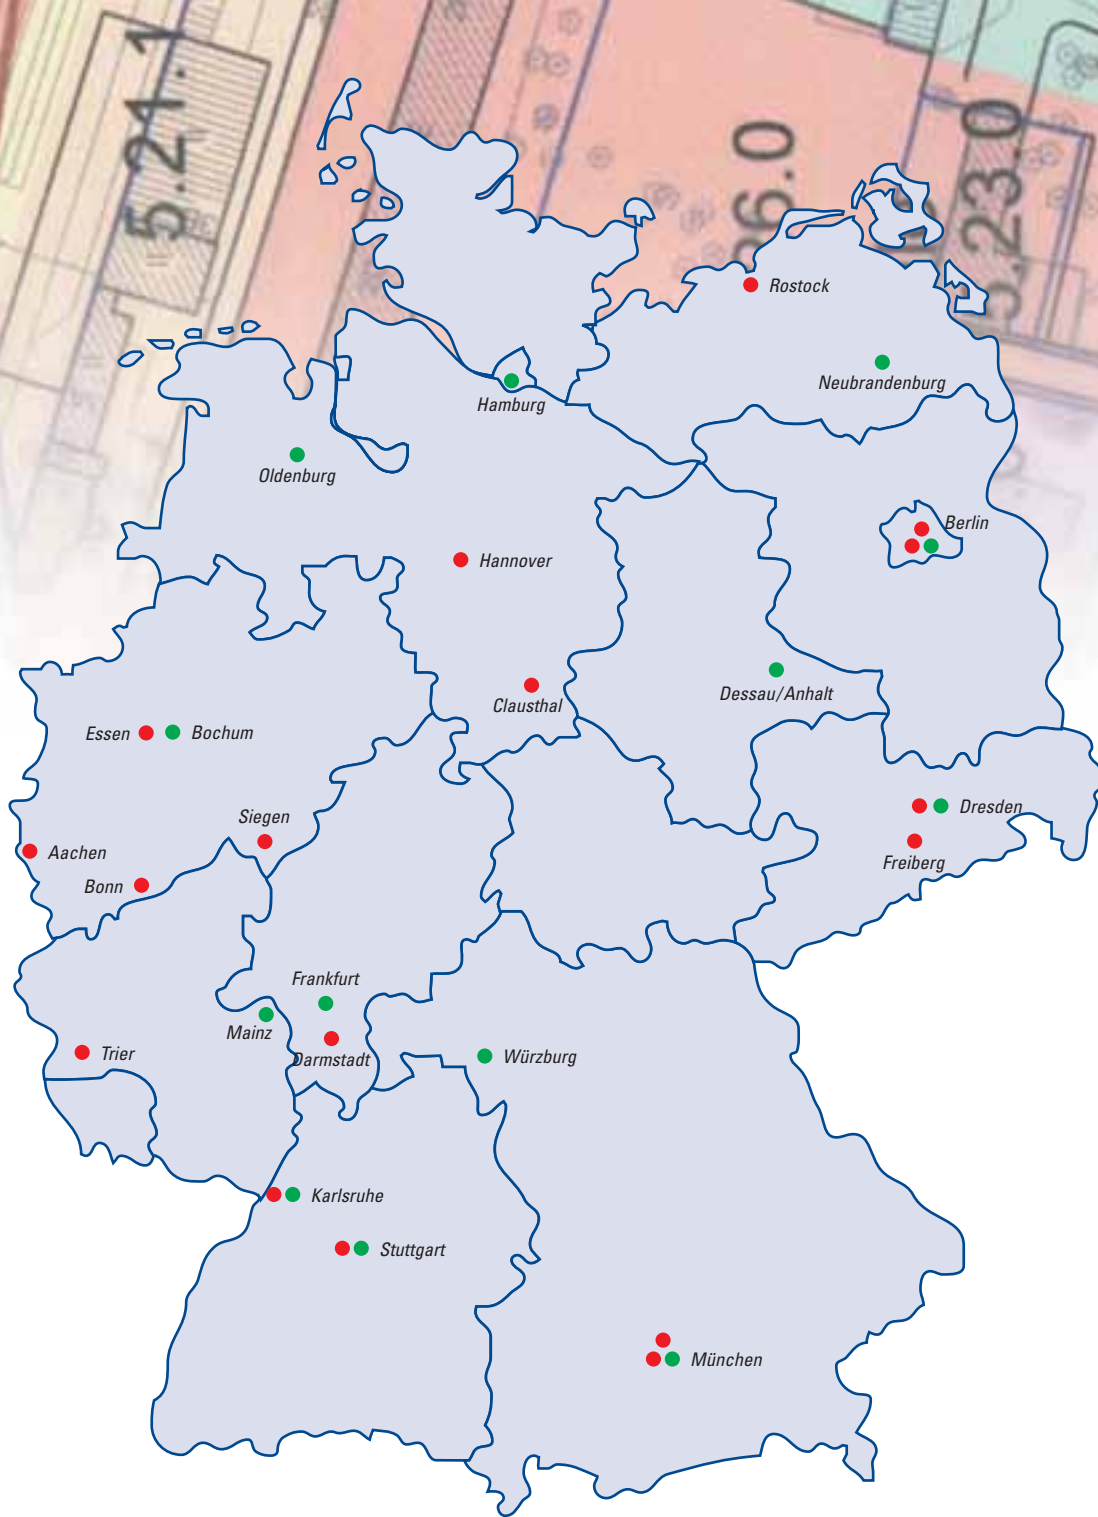 5.21.1
36.0
5.23.0
Rostock
Neubrandenburg
Hamburg
Oldenburg
Berlin
Hannover
Dessau/Anhalt
Clausthal
Essen
Bochum
Siegen
Dresden
Aachen
Freiberg
Bonn
Frankfurt
Mainz
Trier
Darmstadt
Würzburg
Karlsruhe
Stuttgart
München